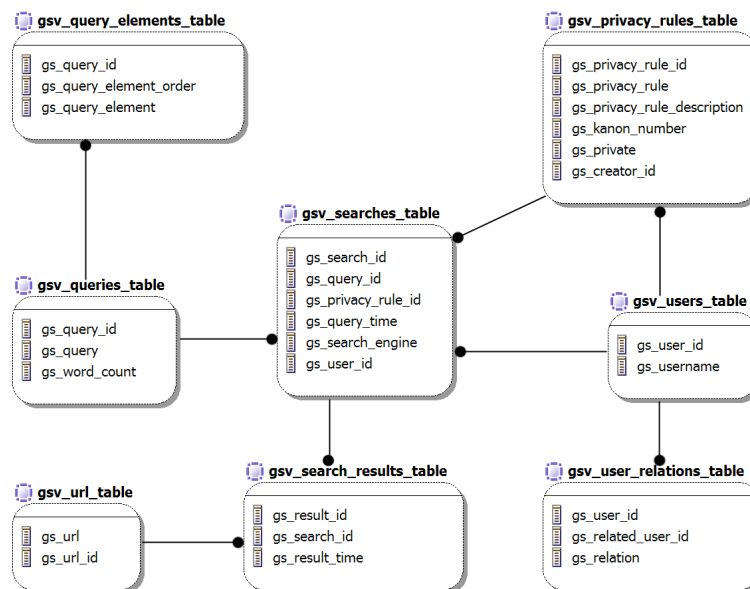 gsv_query_elements_table
gs_query_id
gs_query_element_order
gs_query_element
gsv_privacy_rules_table
gs_privacy_rule_id
gs_privacy_rule
gs_privacy_rule_description
gs_kanon_number
gs_private
gs_creator_id
gsv_searches_table
gs_search_id
gs_query_id
gs_privacy_rule_id
gs_query_time
gs_search_engine
gs_user_id
gsv_queries_table
gs_query_id
gs_query
gs_word_count
gsv_users_table
gs_user_id
gs_username
gsv_url_table
gs_url
gs_url_id
gsv_search_results_table
gs_result_id
gs_search_id
gs_result_time
gsv_user_relations_table
gs_user_id
gs_related_user_id
gs_relation